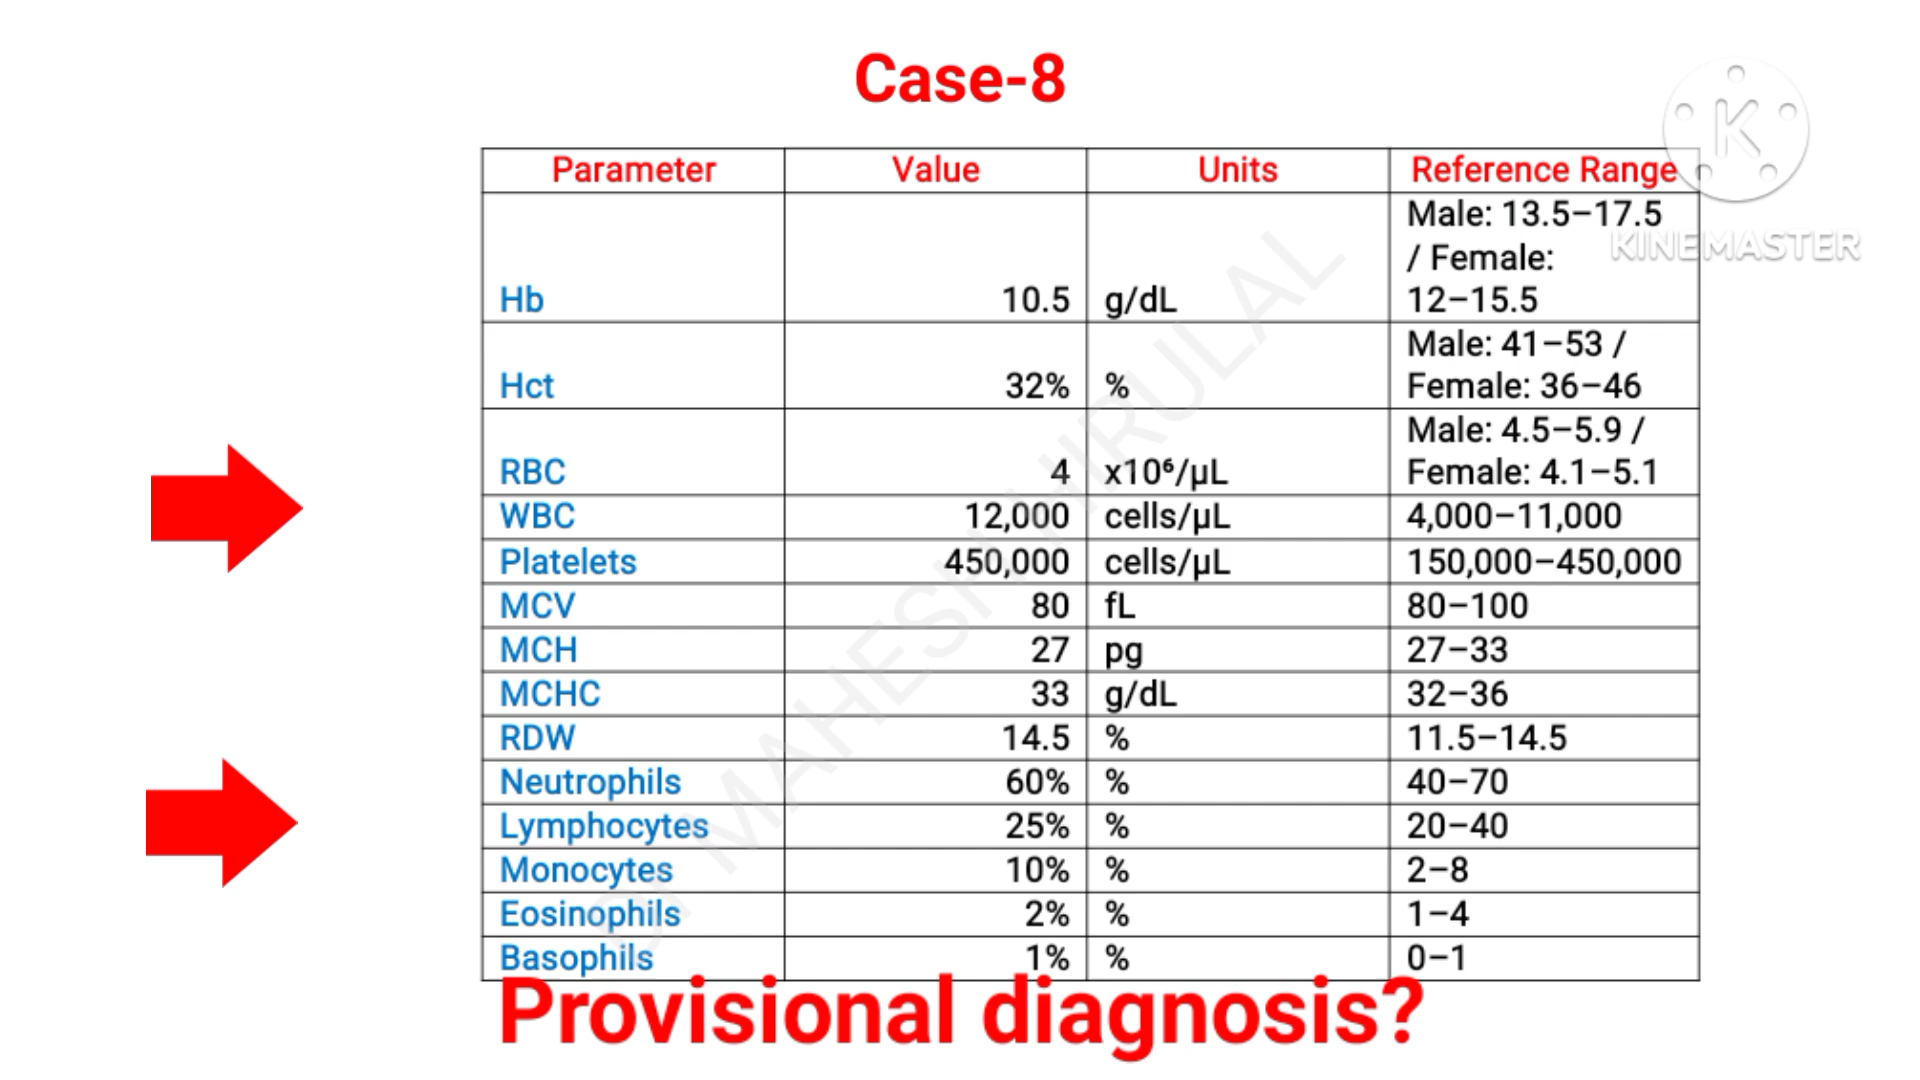 Case-8
Parameter Value Units Reference Range
Male: 13.5–17.5
/ Female:
Hb 10.5 g/dL 12–15.5
Male: 41–53 /
Hct 32% % Female: 36–46
Male: 4.5–5.9 /
RBC 4 x10⁶/μL Female: 4.1–5.1
WBC 12,000 cells/μL 4,000–11,000
Platelets 450,000 cells/μL 150,000–450,000
MCV 80 fL 80–100
MCH 27 pg 27–33
MCHC 33 g/dL 32–36
RDW 14.5 % 11.5–14.5
Neutrophils 60% % 40–70
Lymphocytes 25% % 20–40
Monocytes 10% % 2–8
Eosinophils 2% % 1–4
Basophils 1% % 0–1
Provisional diagnosis?
K
KINEMASTER
Dr MAHESH HIRULAL